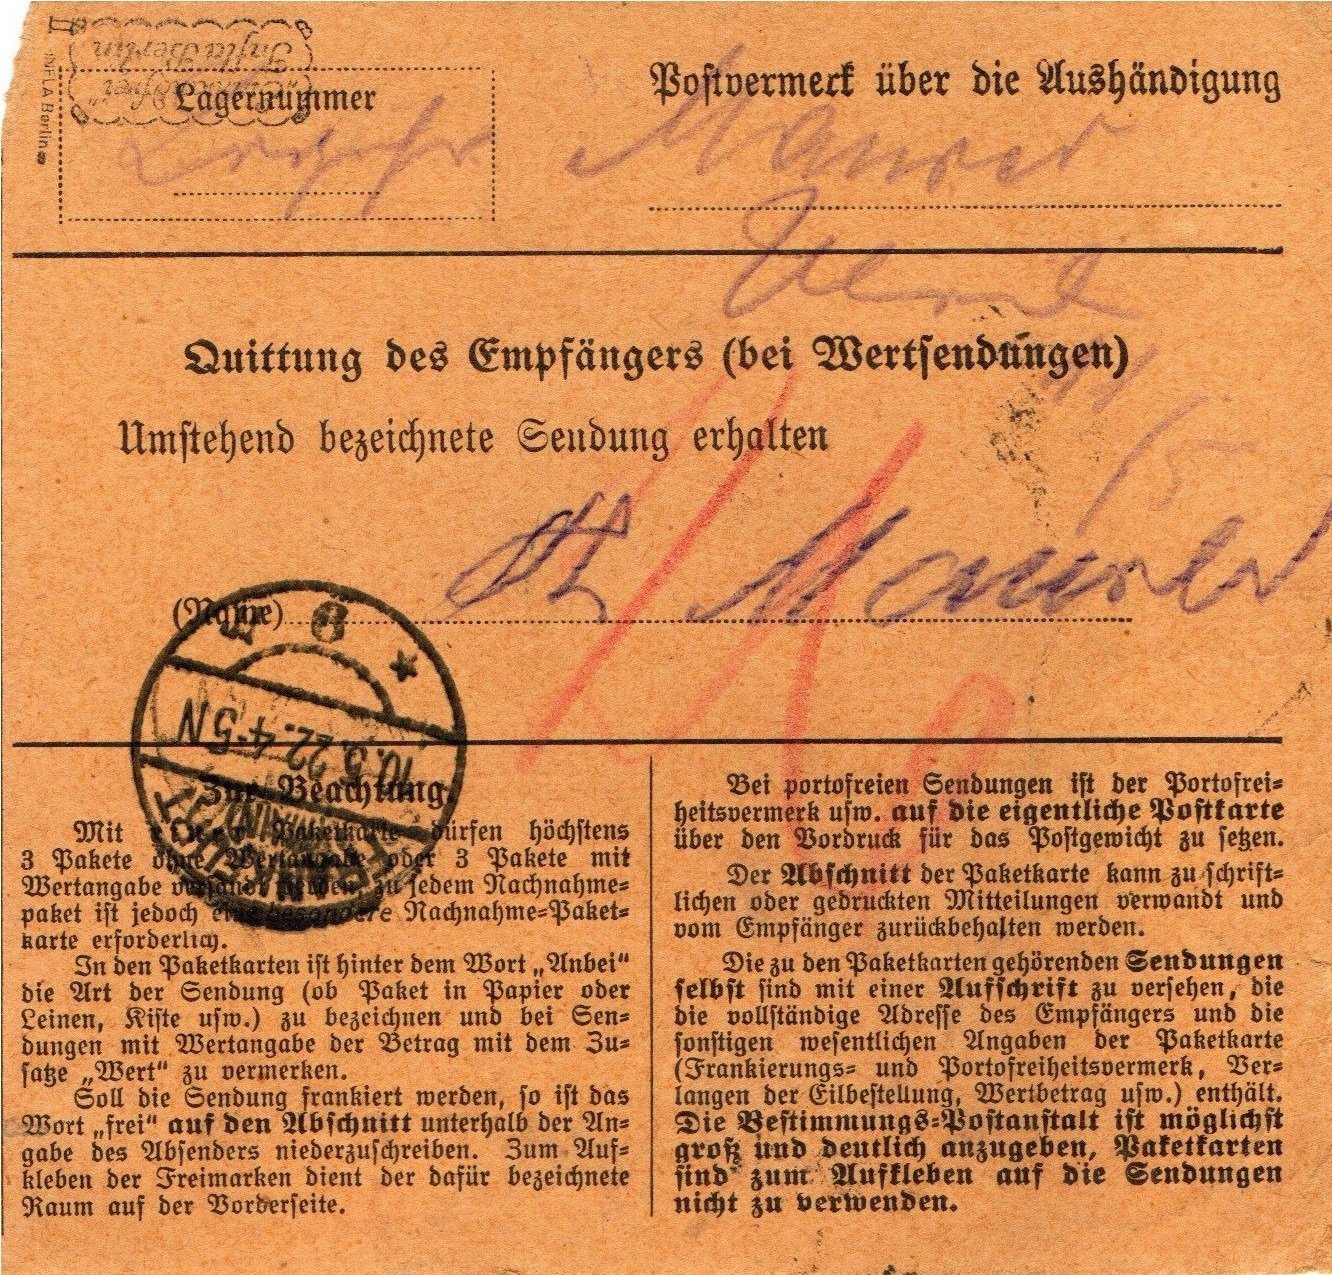 INFLA Berlin
Infla Berlin
Lagernummer
Postvermerk über die Aushändigung
Maurer
Quittung des Empfängers (bei Wertsendungen)
Umstehend bezeichnete Sendung erhalten
11/5
(Name)
Maurer
10.5.22.4-5N
Zur Beachtung.
Mit einer Paketkarte dürfen höchstens
3 Pakete ohne Wertangabe oder 3 Pakete mit
Wertangabe versandt werden, zu jedem Nachnahme=
paket ist jedoch eine besondere Nachnahme=Paket=
karte erforderlich.
In den Paketkarten ist hinter dem Wort „Anbei“
die Art der Sendung (ob Paket in Papier oder
Leinen, Kiste usw.) zu bezeichnen und bei Sen=
dungen mit Wertangabe der Betrag mit dem Zu=
satze „Wert“ zu vermerken.
Soll die Sendung frankiert werden, so ist das
Wort „frei“ auf den Abschnitt unterhalb der An=
gabe des Absenders niederzuschreiben. Zum Auf=
kleben der Freimarken dient der dafür bezeichnete
Raum auf der Vorderseite.
Bei portofreien Sendungen ist der Portofrei=
heitsvermerk usw. auf die eigentliche Postkarte
über den Vordruck für das Postgewicht zu setzen.
Der Abschnitt der Paketkarte kann zu schrift=
lichen oder gedruckten Mitteilungen verwandt und
vom Empfänger zurückbehalten werden.
Die zu den Paketkarten gehörenden Sendungen
selbst sind mit einer Aufschrift zu versehen, die
die vollständige Adresse des Empfängers und die
sonstigen wesentlichen Angaben der Paketkarte
(Frankierungs= und Portofreiheitsvermerk, Ver=
langen der Eilbestellung, Wertbetrag usw.) enthält.
Die Bestimmungs=Postanstalt ist möglichst
groß und deutlich anzugeben, Paketkarten
sind zum Aufkleben auf die Sendungen
nicht zu verwenden.